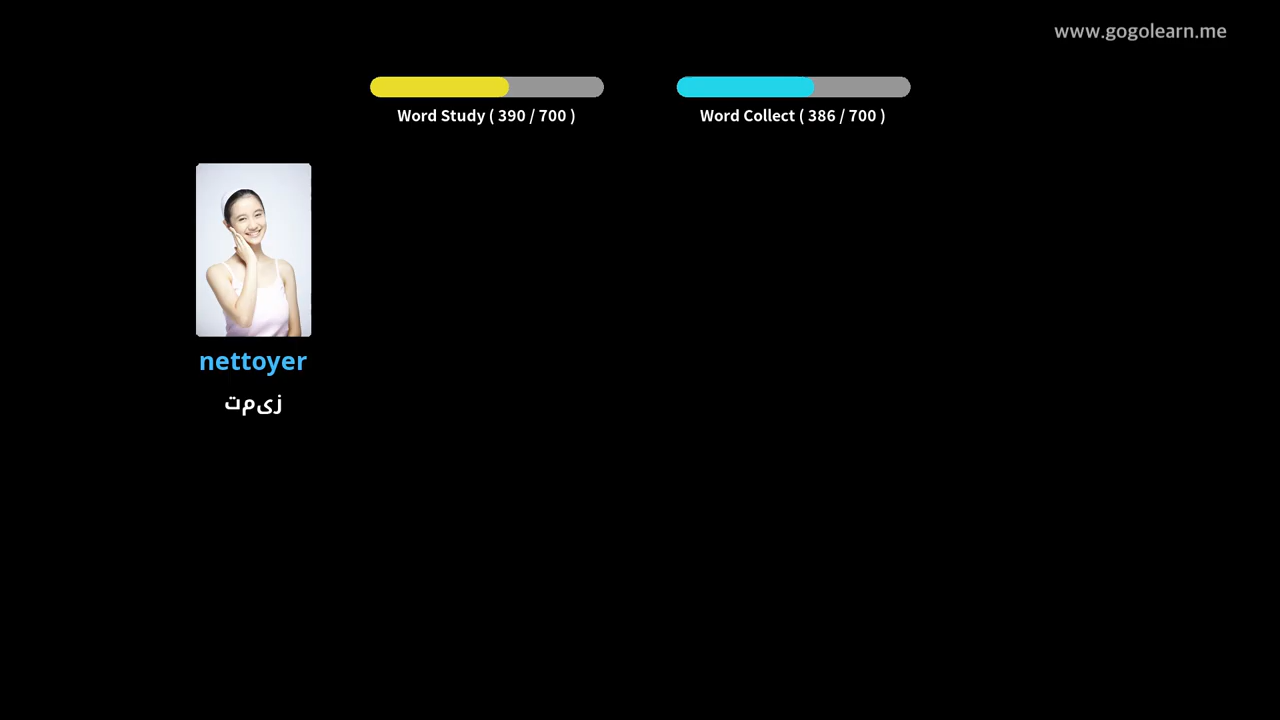 www.gogolearn.me
Word Study ( 390 / 700 )
Word Collect ( 386 / 700 )
nettoyer
تمیز